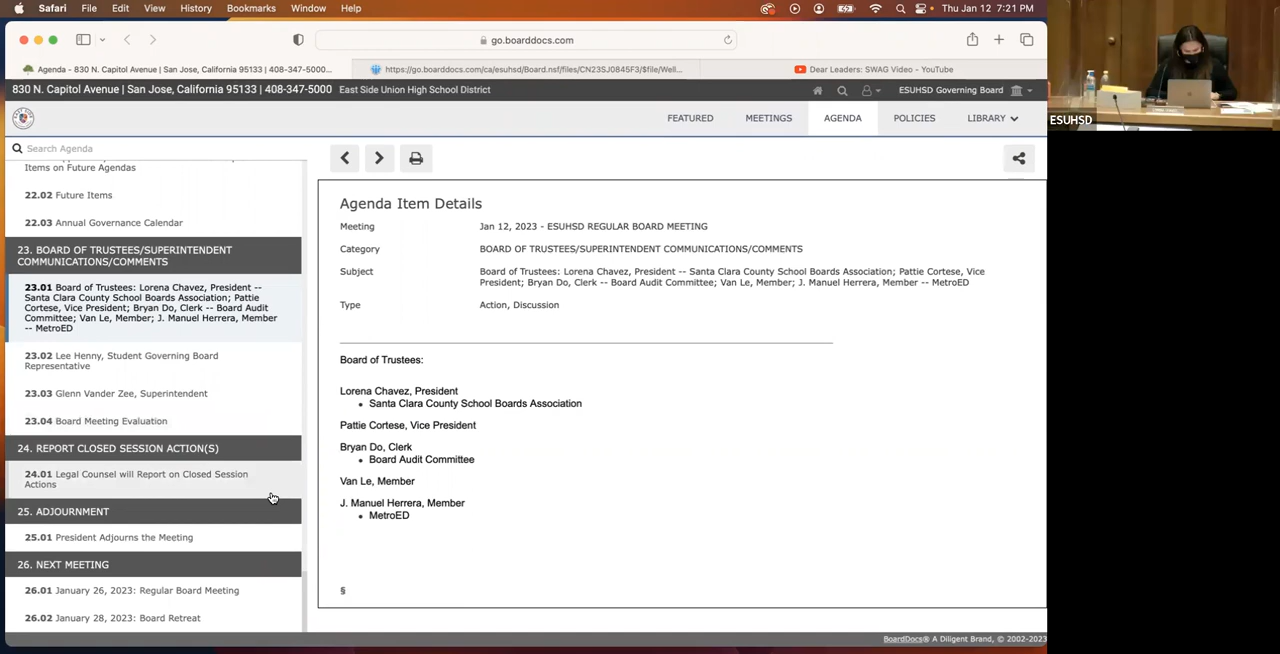 Safari File Edit View History Bookmarks Window Help
Thu Jan 12 7:21 PM
go.boarddocs.com
Agenda - 830 N. Capitol Avenue | San Jose, California 95133 | 408-347-5000...
https://go.boarddocs.com/ca/esuhsd/Board.nsf/files/CN23SJ0845F3/$file/Well...
Dear Leaders: SWAG Video - YouTube
830 N. Capitol Avenue | San Jose, California 95133 | 408-347-5000 East Side Union High School District
ESUHSD Governing Board
ESUHSD
FEATURED MEETINGS AGENDA POLICIES LIBRARY
Search Agenda
Items on Future Agendas
22.02 Future Items
22.03 Annual Governance Calendar
23. BOARD OF TRUSTEES/SUPERINTENDENT
COMMUNICATIONS/COMMENTS
23.01 Board of Trustees: Lorena Chavez, President --
Santa Clara County School Boards Association; Pattie
Cortese, Vice President; Bryan Do, Clerk -- Board Audit
Committee; Van Le, Member; J. Manuel Herrera, Member
-- MetroED
23.02 Lee Henny, Student Governing Board
Representative
23.03 Glenn Vander Zee, Superintendent
23.04 Board Meeting Evaluation
24. REPORT CLOSED SESSION ACTION(S)
24.01 Legal Counsel will Report on Closed Session
Actions
25. ADJOURNMENT
25.01 President Adjourns the Meeting
26. NEXT MEETING
26.01 January 26, 2023: Regular Board Meeting
26.02 January 28, 2023: Board Retreat
Agenda Item Details
Meeting Jan 12, 2023 - ESUHSD REGULAR BOARD MEETING
Category BOARD OF TRUSTEES/SUPERINTENDENT COMMUNICATIONS/COMMENTS
Subject Board of Trustees: Lorena Chavez, President -- Santa Clara County School Boards Association; Pattie Cortese, Vice
President; Bryan Do, Clerk -- Board Audit Committee; Van Le, Member; J. Manuel Herrera, Member -- MetroED
Type Action, Discussion
Board of Trustees:
Lorena Chavez, President
• Santa Clara County School Boards Association
Pattie Cortese, Vice President
Bryan Do, Clerk
• Board Audit Committee
Van Le, Member
J. Manuel Herrera, Member
• MetroED
§
BoardDocs® A Diligent Brand, © 2002-2023